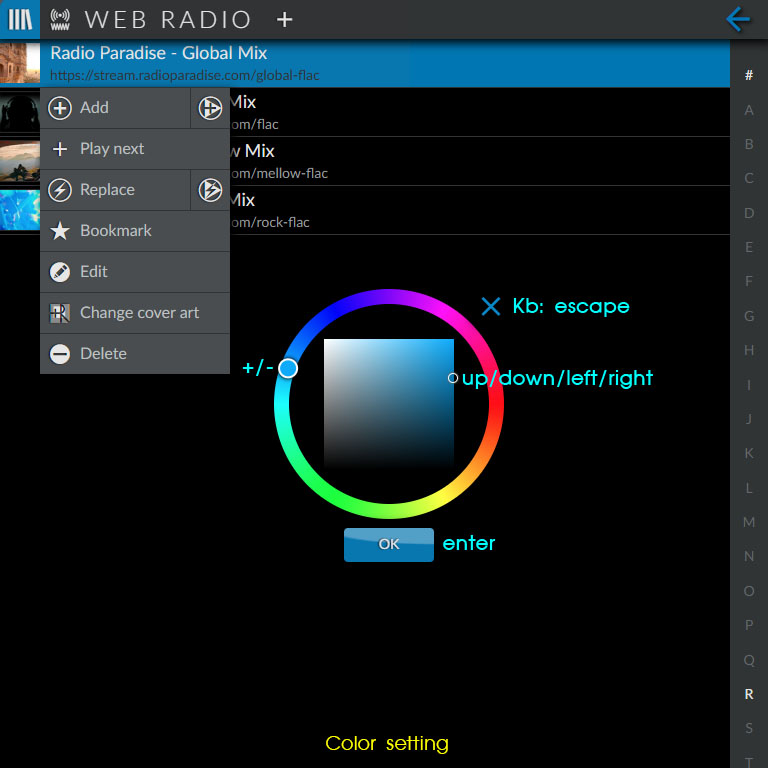 WEB RADIO +
Radio Paradise - Global Mix
https://stream.radioparadise.com/global-flac
#
Add
Mix
om/flac
A
Play next
w Mix
om/mellow-flac
B
C
Replace
Mix
om/rock-flac
D
Bookmark
E
Edit
F
Change cover art
Kb: escape
G
Delete
H
+/-
up/down/left/right
I
J
K
L
M
OK
enter
N
O
P
Q
R
S
Color setting
T